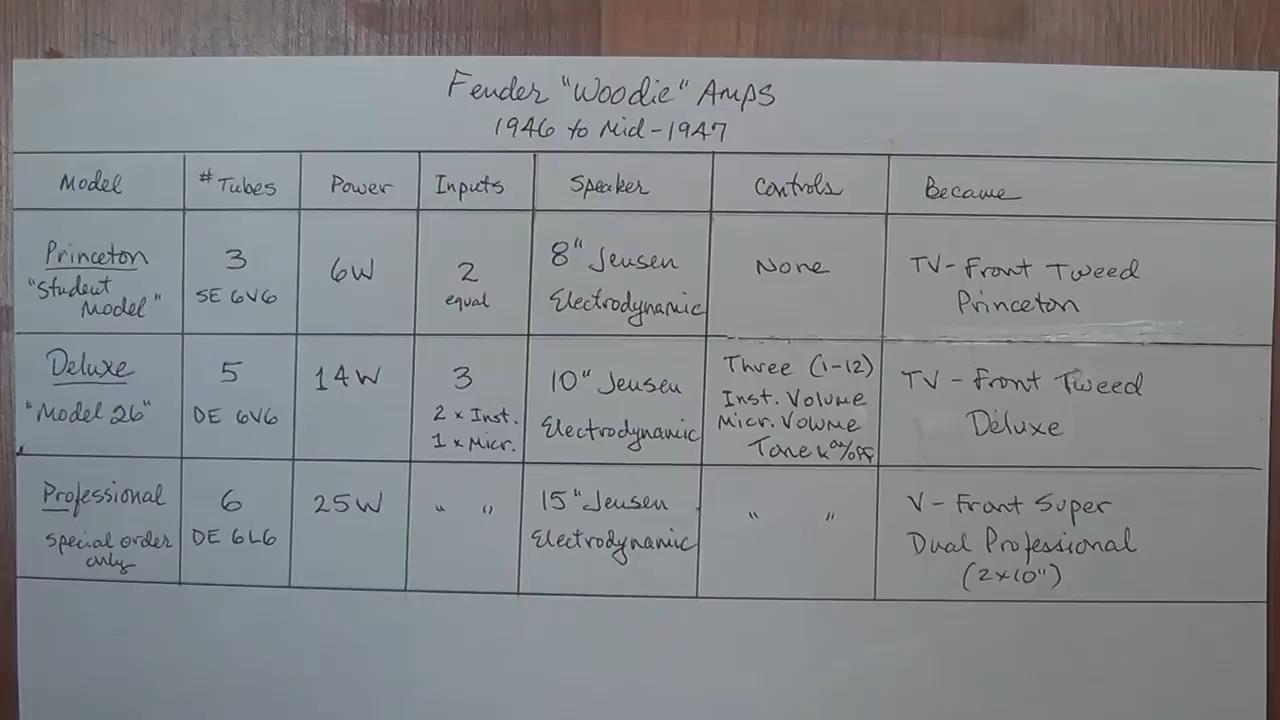 Fender "Woodie" Amps
1946 to Mid-1947
Model # Tubes Power Inputs Speaker Controls Became
Princeton
"Student
Model"
3
SE 6V6
6W
2
equal
8" Jensen
Electrodynamic
None
TV-Front Tweed
Princeton
Deluxe
"Model 26"
5
DE 6V6
14W
3
2 x Inst.
1 x Micr.
10" Jensen
Electrodynamic
Three (1-12)
Inst. Volume
Micr. Volume
Tone
TV-Front Tweed
Deluxe
Professional
special order
only
6
DE 6L6
25W
" "
15" Jensen
Electrodynamic
" "
V-Front Super
Dual Professional
(2x10")